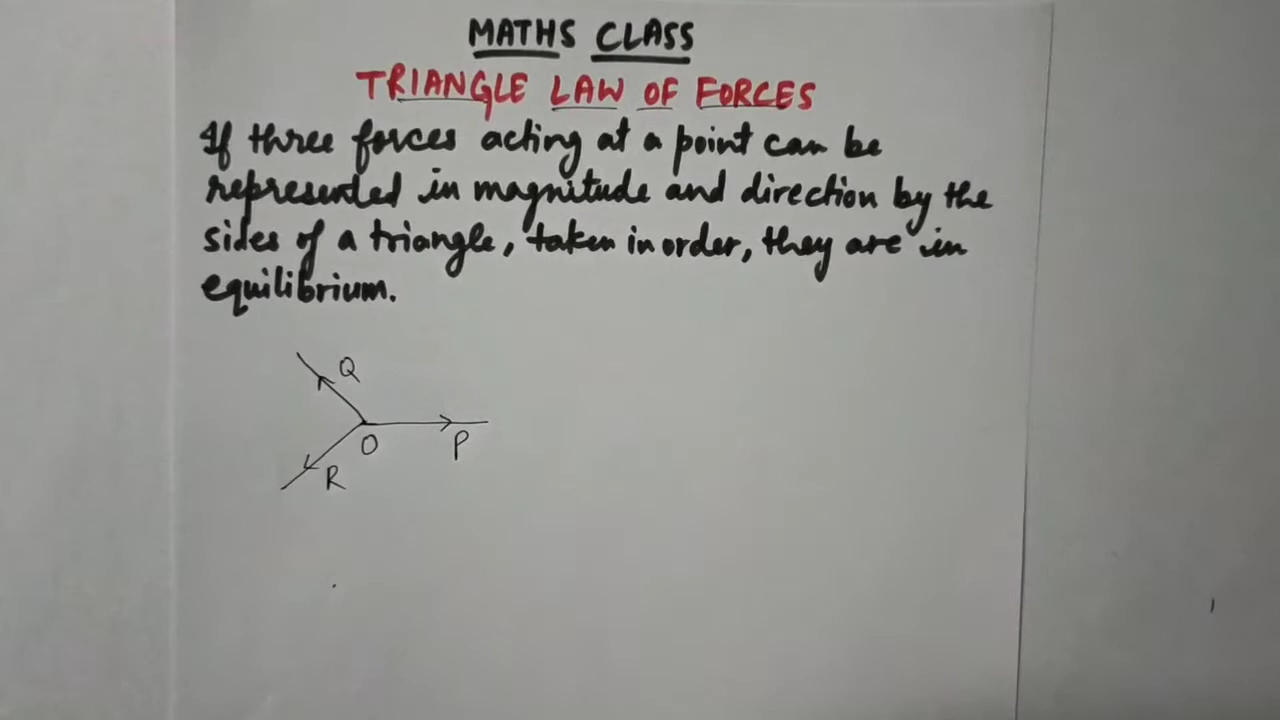 MATHS CLASS
TRIANGLE LAW OF FORCES
If three forces acting at a point can be
represented in magnitude and direction by the
sides of a triangle, taken in order, they are in
equilibrium.
Q
O
P
R